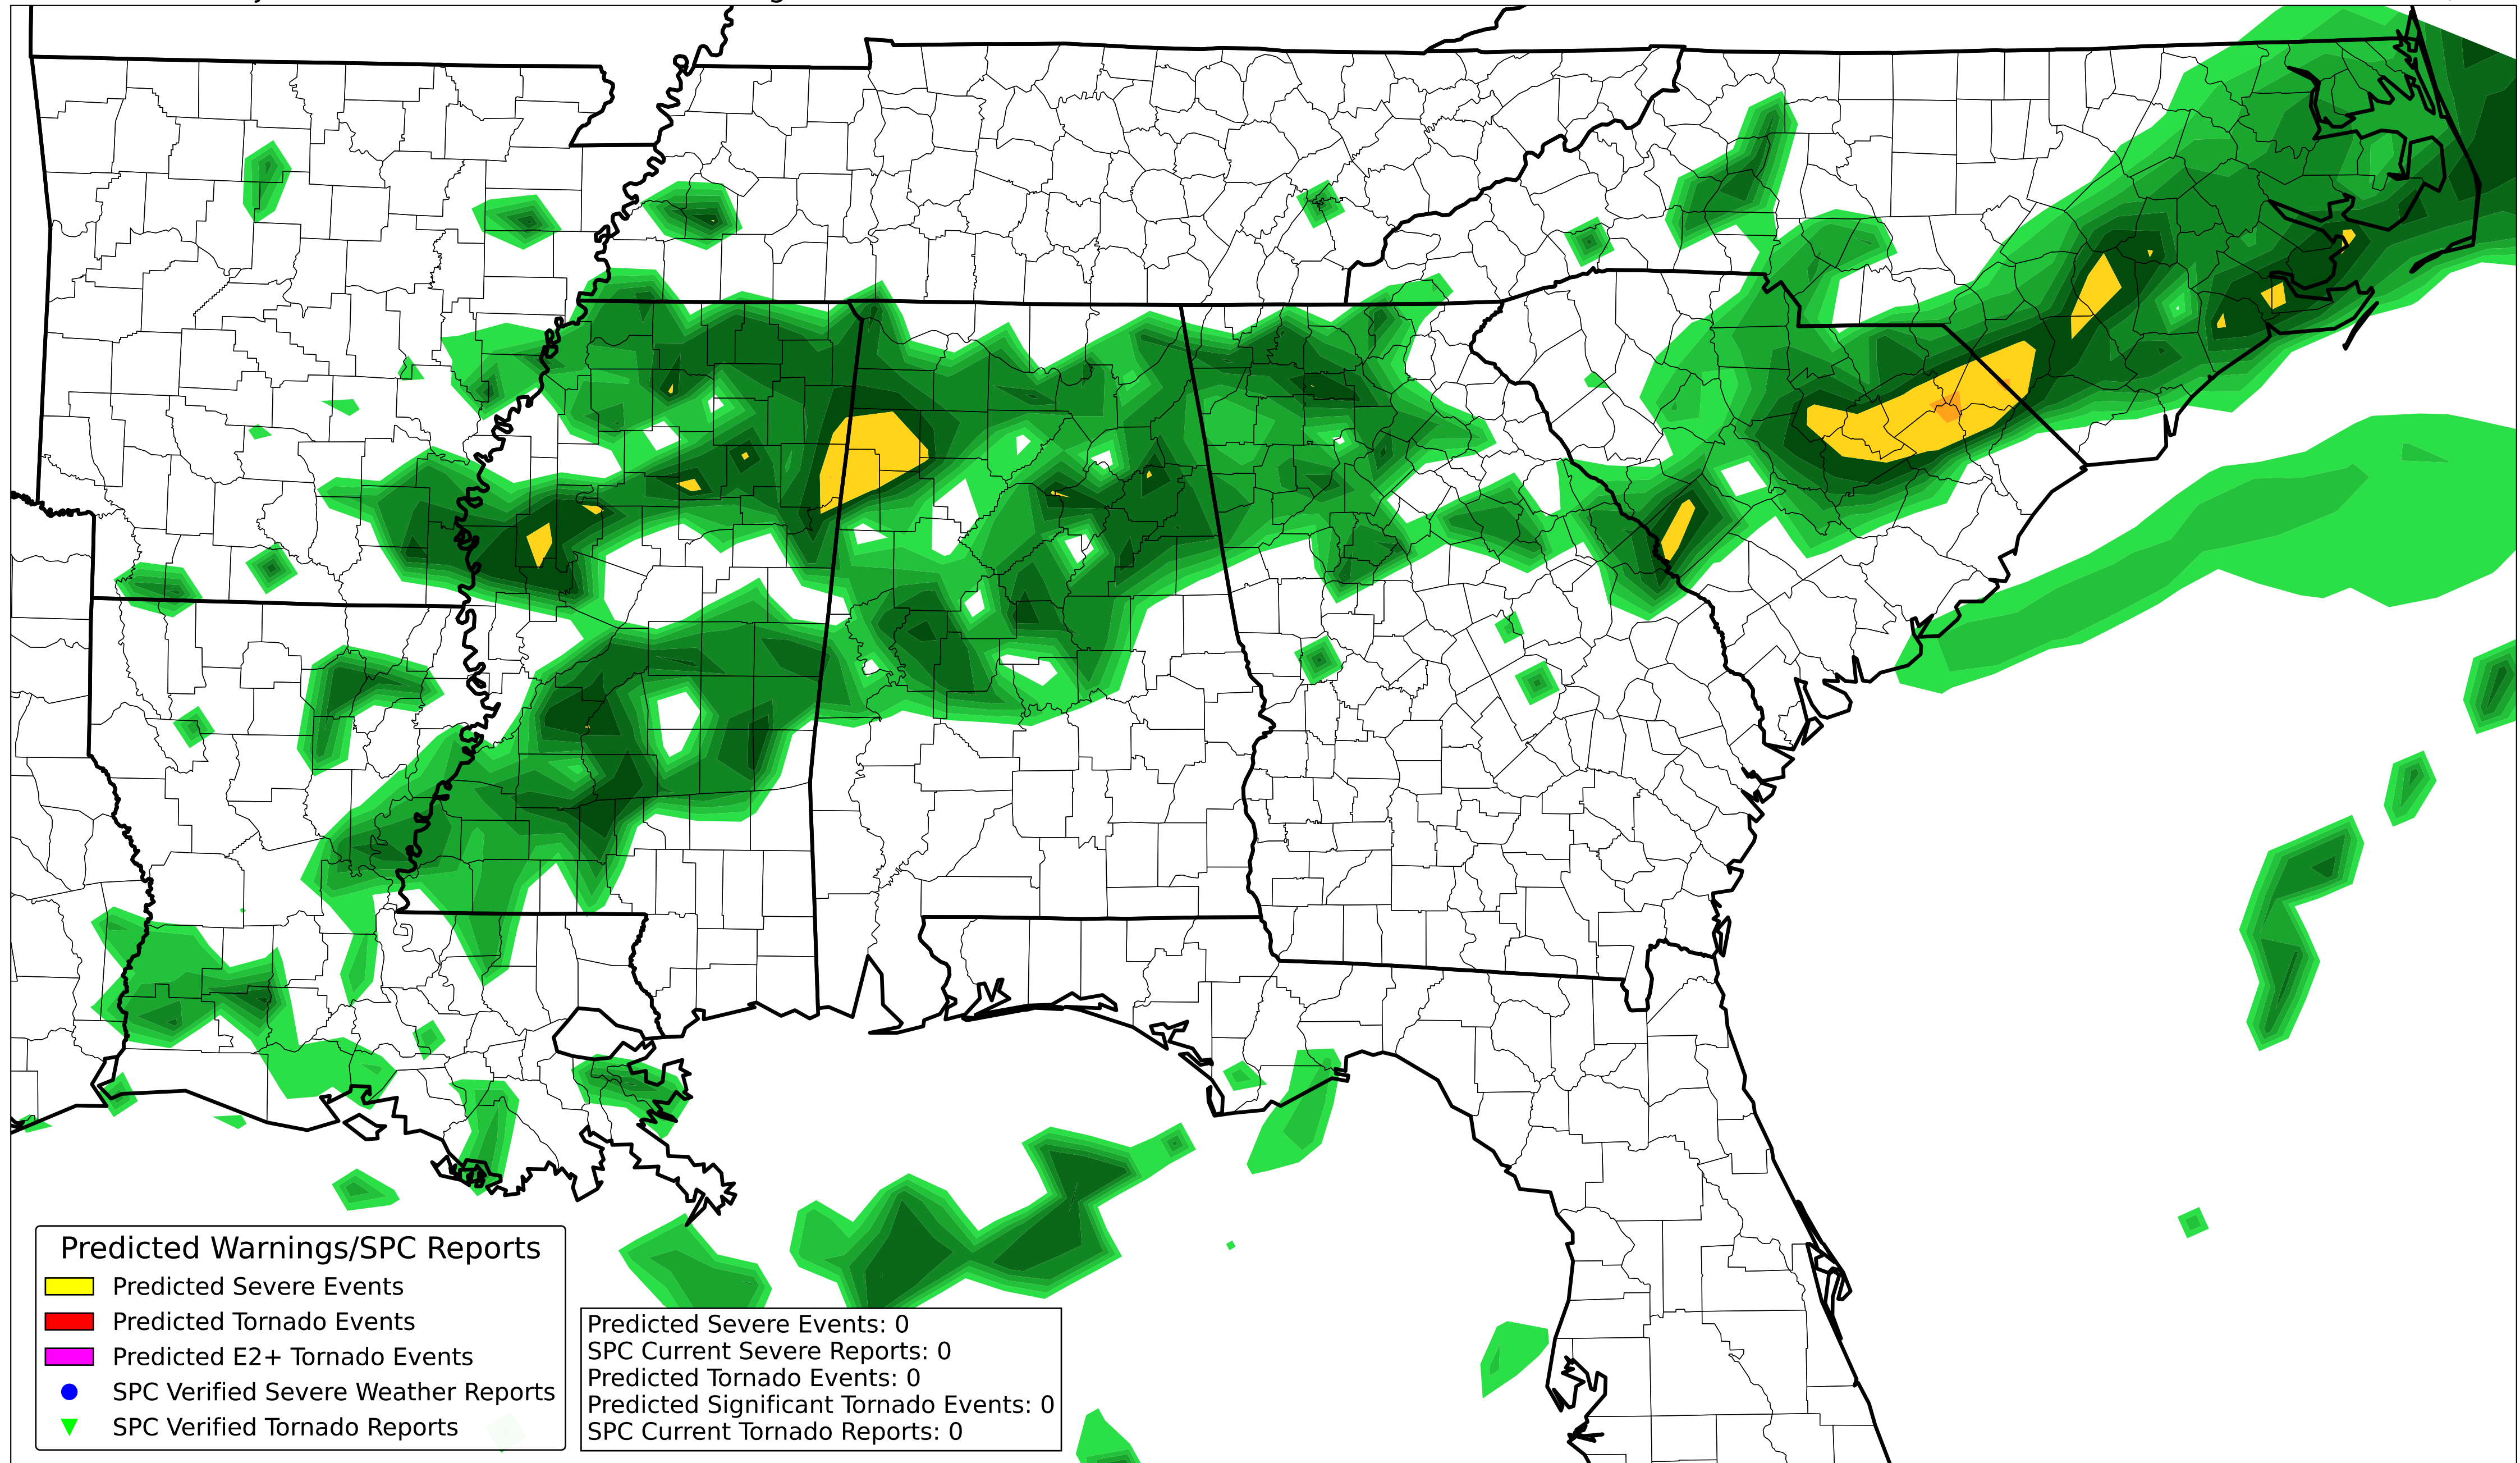 Predicted Warnings/SPC Reports
Predicted Severe Events
Predicted Tornado Events
Predicted E2+ Tornado Events
SPC Verified Severe Weather Reports
SPC Verified Tornado Reports
Predicted Severe Events: 0
SPC Current Severe Reports: 0
Predicted Tornado Events: 0
Predicted Significant Tornado Events: 0
SPC Current Tornado Reports: 0